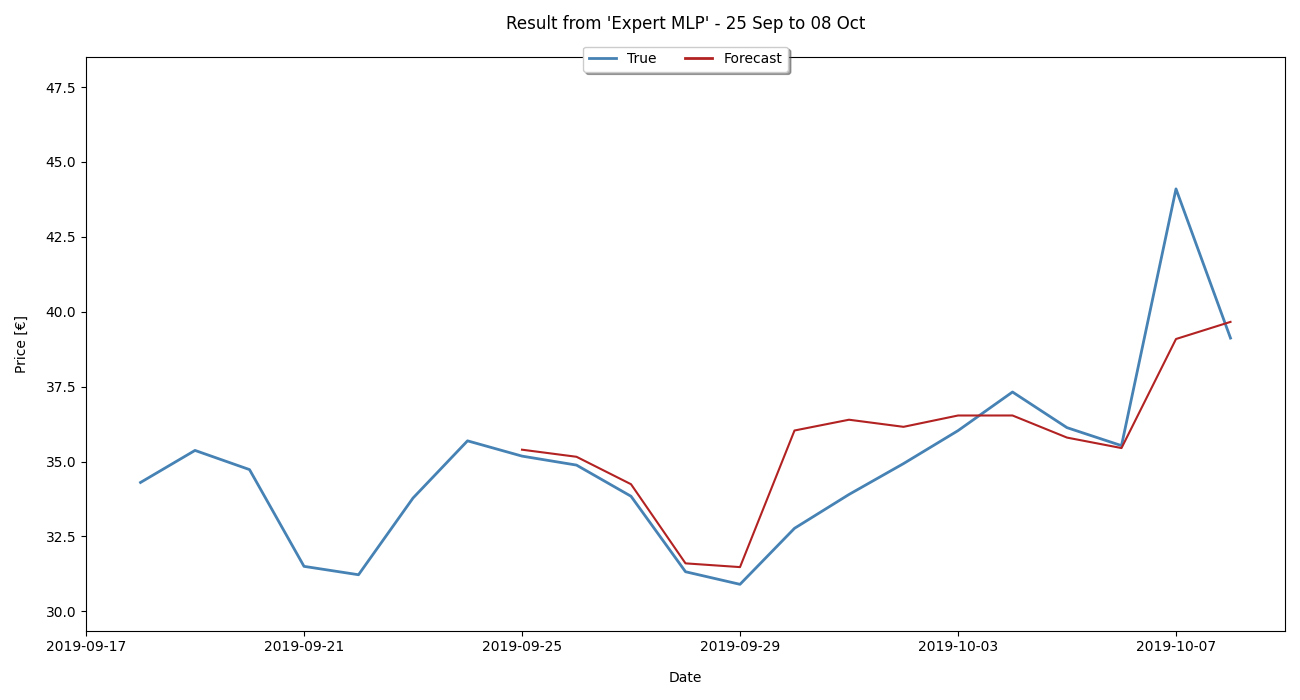 Result from 'Expert MLP' - 25 Sep to 08 Oct
True Forecast
47.5
45.0
42.5
40.0
37.5
35.0
32.5
30.0
Price [€]
2019-09-17 2019-09-21 2019-09-25 2019-09-29 2019-10-03 2019-10-07
Date